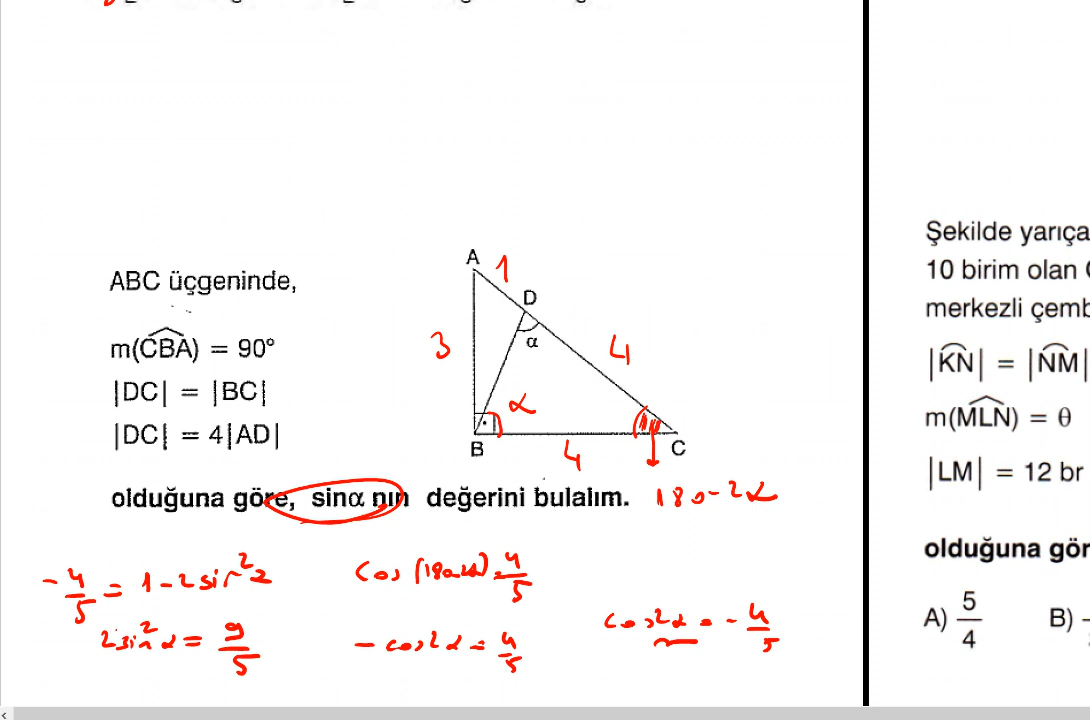 ABC üçgeninde,
m(CBA) = 90°
|DC| = |BC|
|DC| = 4|AD|
A
1
D
3
α
4
α
B
4
C
olduğuna göre, sinα nın değerini bulalım.
180-2α
cos(180-2α) = 4/5
-cos2α = 4/5
cos2α = -4/5
-4/5 = 1-2sin²α
2sin²α = 9/5
Şekilde yarıça
10 birim olan
merkezli çemb
|KN| = |NM|
m(MLN) = θ
|LM| = 12 br
olduğuna gör
A) 5/4
B)